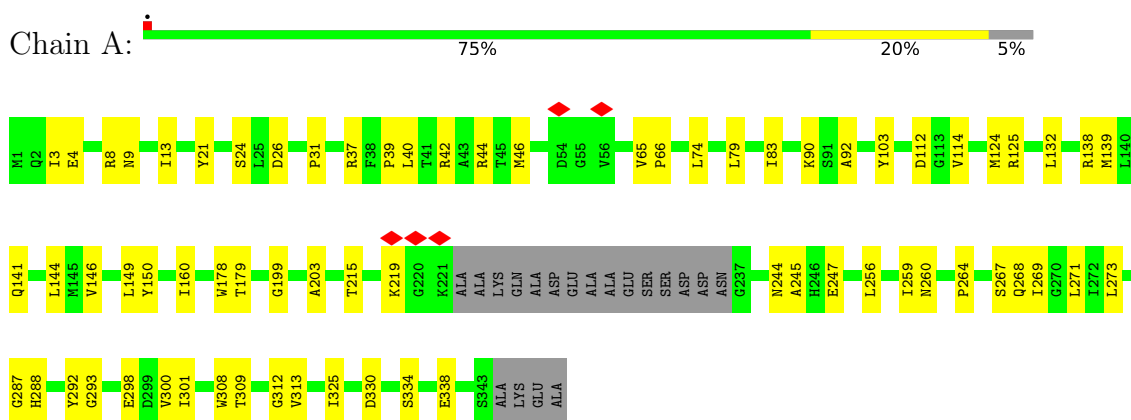 Chain A:
75% 20% 5%
M1 Q2 I3 E4 R8 N9 I13 Y21 S24 L25 D26 P31 R37 F38 P39 L40 T41 R42 A43 R44 T45 M46 D54 G55 V56 V65 P66 L74 L79 I83 K90 S91 A92 Y103 D112 G113 V114 M124 R125 L132 R138 M139 L140
Q141 L144 M145 V146 L149 Y150 I160 W178 T179 G199 A203 T215 K219 G220 K221 ALA ALA LYS GLN ALA ASP GLU ALA ALA GLU SER SER ASP ASP ASN G237 N244 A245 H246 E247 L256 I259 N260 P264 S267 Q268 I269 G270 L271 I272 L273
G287 H288 Y292 G293 E298 D299 V300 I301 W308 T309 G312 V313 I325 D330 S334 E338 S343 ALA LYS GLU ALA